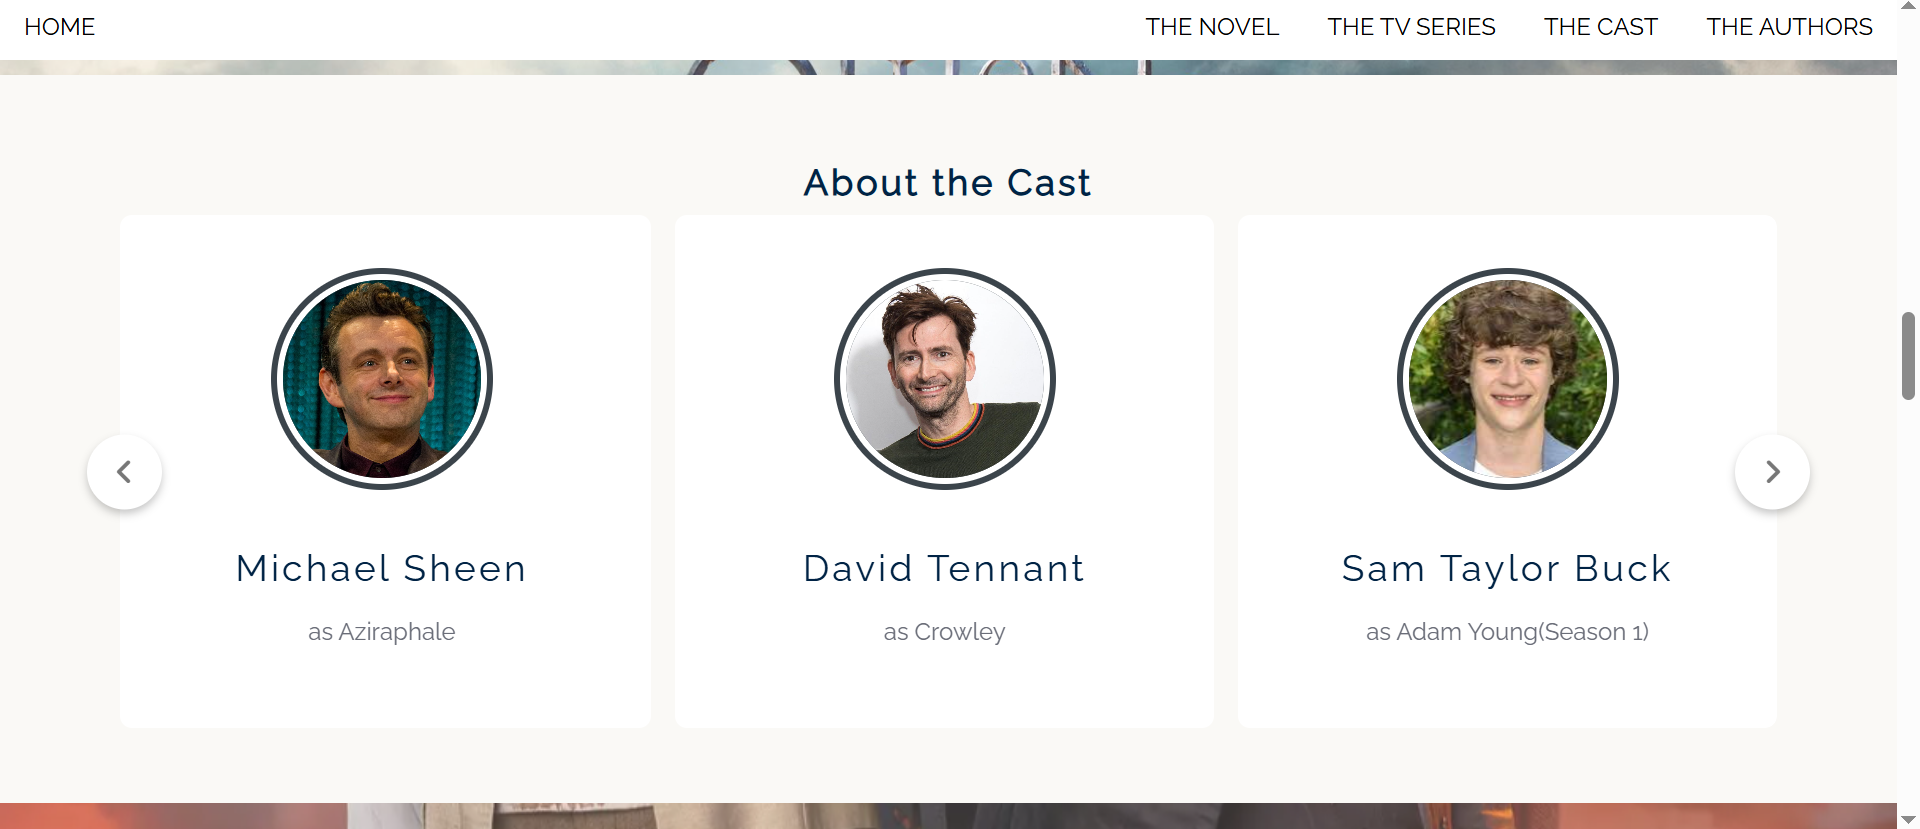 HOME THE NOVEL THE TV SERIES THE CAST THE AUTHORS
About the Cast
Michael Sheen
as Aziraphale
David Tennant
as Crowley
Sam Taylor Buck
as Adam Young(Season 1)